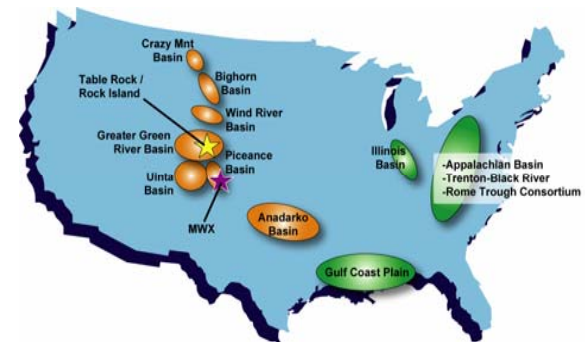 Crazy Mnt
Basin
Table Rock /
Rock Island
Bighorn
Basin
Wind River
Basin
Greater Green
River Basin
Piceance
Basin
Uinta
Basin
MWX
Anadarko
Basin
Illinois
Basin
-Appalachian Basin
-Trenton-Black River
-Rome Trough Consortium
Gulf Coast Plain